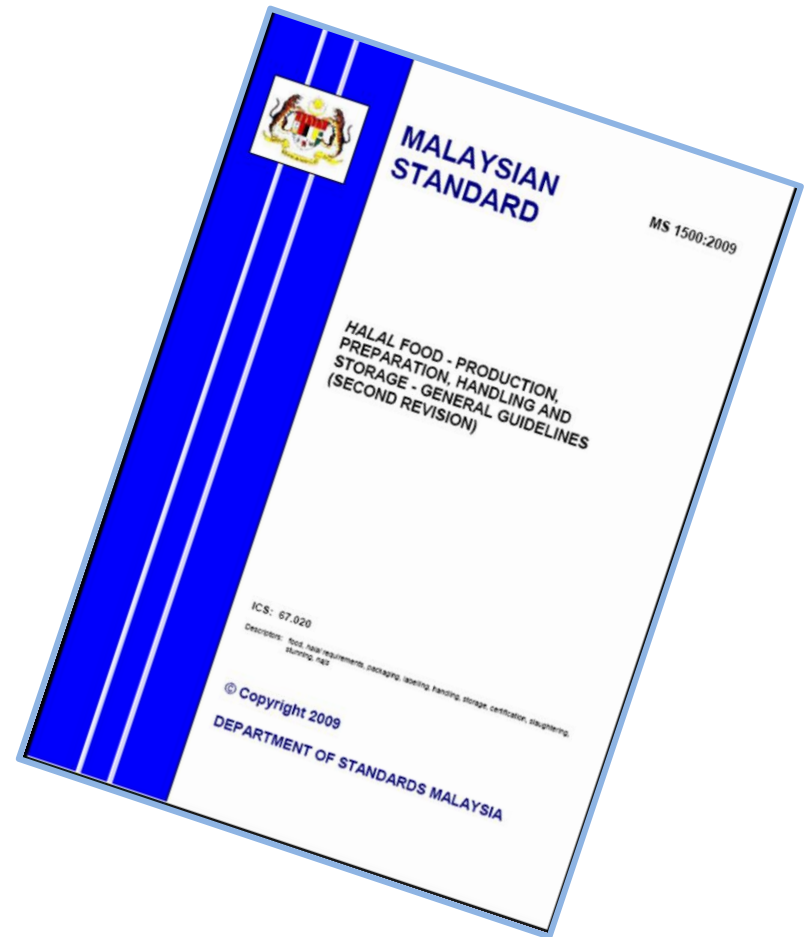 MALAYSIAN
STANDARD
MS 1500:2009
HALAL FOOD - PRODUCTION,
PREPARATION, HANDLING AND
STORAGE - GENERAL GUIDELINES
(SECOND REVISION)
ICS: 67.020
Descriptors: food, halal requirements, packaging, labelling, handling, storage, certification, slaughtering,
stunning, najs
© Copyright 2009
DEPARTMENT OF STANDARDS MALAYSIA